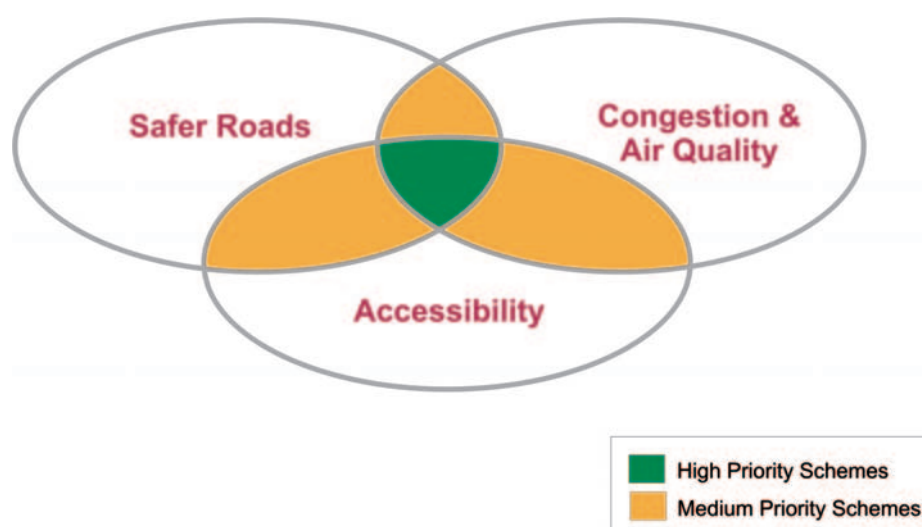 Safer Roads
Congestion &
Air Quality
Accessibility
High Priority Schemes
Medium Priority Schemes